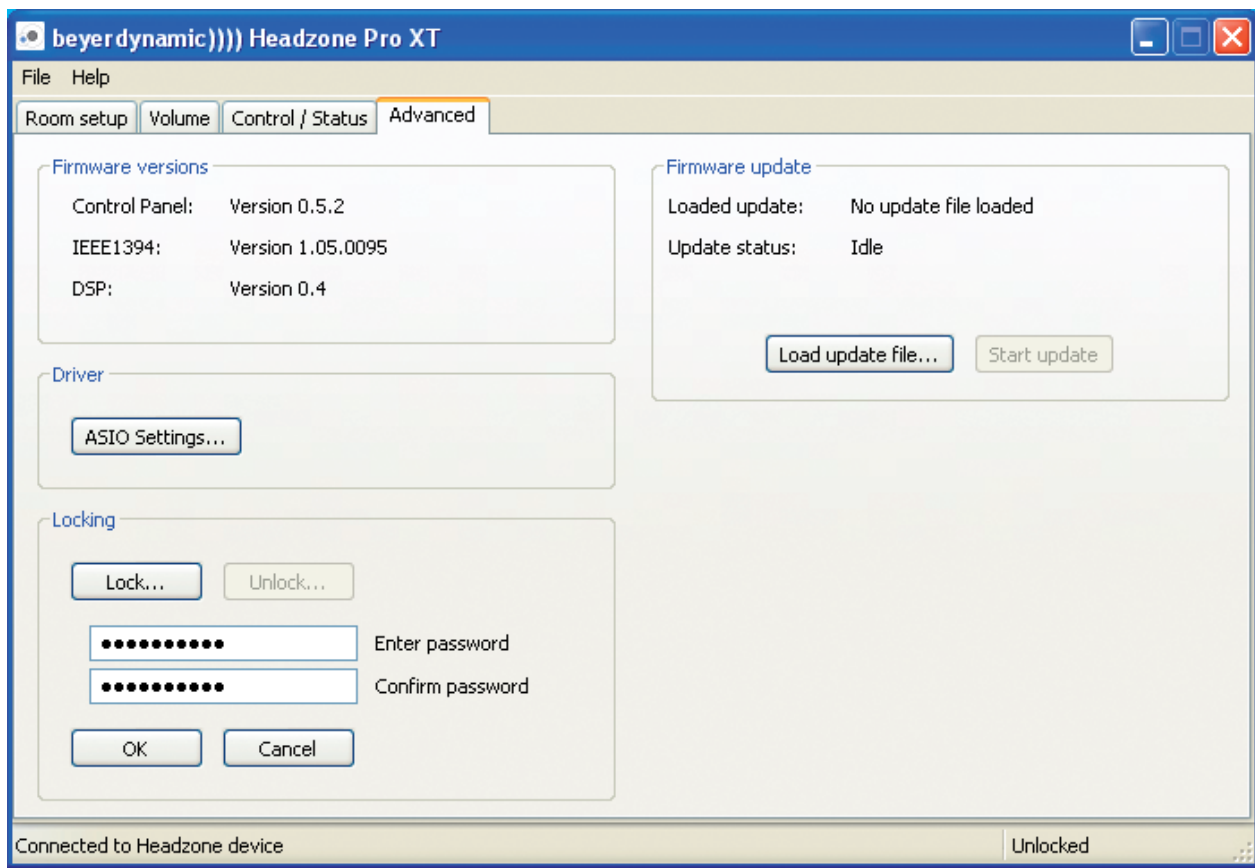 beyerdynamic)))) Headzone Pro XT
File Help
Room setup Volume Control / Status Advanced
Firmware versions
Control Panel: Version 0.5.2
IEEE1394: Version 1.05.0095
DSP: Version 0.4
Driver
ASIO Settings...
Locking
Lock... Unlock...
●●●●●●●●●● Enter password
●●●●●●●●●● Confirm password
OK Cancel
Firmware update
Loaded update: No update file loaded
Update status: Idle
Load update file... Start update
Connected to Headzone device Unlocked